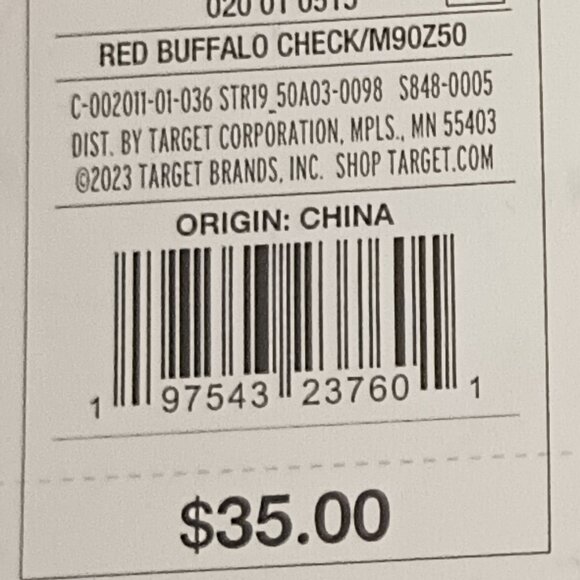 RED BUFFALO CHECK/M90Z50
C-002011-01-036 STR19_50A03-0098 S848-0005
DIST. BY TARGET CORPORATION, MPLS., MN 55403
©2023 TARGET BRANDS, INC. SHOP TARGET.COM
ORIGIN: CHINA
1 97543 23760 1
$35.00